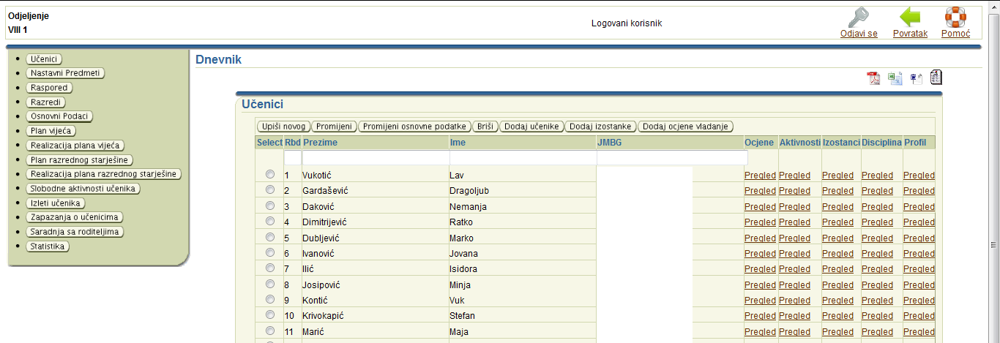 Odjeljenje
VIII 1
Logovani korisnik
Odjavi se Povratak Pomoć
Učenici
Nastavni Predmeti
Raspored
Razredi
Osnovni Podaci
Plan vijeća
Realizacija plana vijeća
Plan razrednog starješine
Realizacija plana razrednog starješine
Slobodne aktivnosti učenika
Izleti učenika
Zapazanja o učenicima
Saradnja sa roditeljima
Statistika
Dnevnik
Učenici
Upiši novog Promijeni Promijeni osnovne podatke Briši Dodaj učenike Dodaj izostanke Dodaj ocjene vladanje
Select Rbd Prezime Ime JMBG Ocjene Aktivnosti Izostanci Disciplina Profil
1 Vukotić Lav Pregled Pregled Pregled Pregled Pregled
2 Gardašević Dragoljub Pregled Pregled Pregled Pregled Pregled
3 Daković Nemanja Pregled Pregled Pregled Pregled Pregled
4 Dimitrijević Ratko Pregled Pregled Pregled Pregled Pregled
5 Dubljević Marko Pregled Pregled Pregled Pregled Pregled
6 Ivanović Jovana Pregled Pregled Pregled Pregled Pregled
7 Ilić Isidora Pregled Pregled Pregled Pregled Pregled
8 Josipović Minja Pregled Pregled Pregled Pregled Pregled
9 Kontić Vuk Pregled Pregled Pregled Pregled Pregled
10 Krivokapić Stefan Pregled Pregled Pregled Pregled Pregled
11 Marić Maja Pregled Pregled Pregled Pregled Pregled